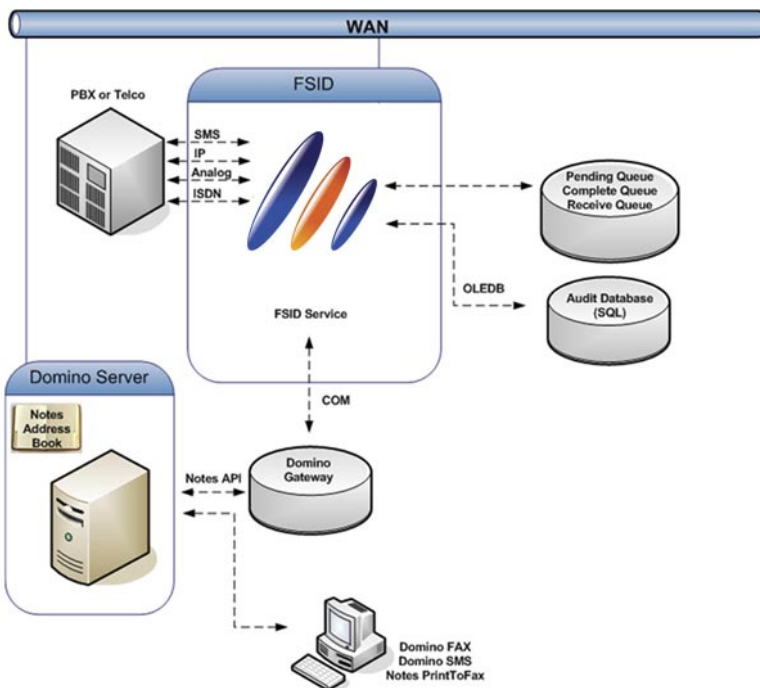 WAN
FSID
PBX or Telco
SMS
IP
Analog
ISDN
Pending Queue
Complete Queue
Receive Queue
OLEDB
Audit Database
(SQL)
FSID Service
COM
Domino Server
Notes
Address
Book
Notes API
Domino
Gateway
Domino FAX
Domino SMS
Notes PrintToFax